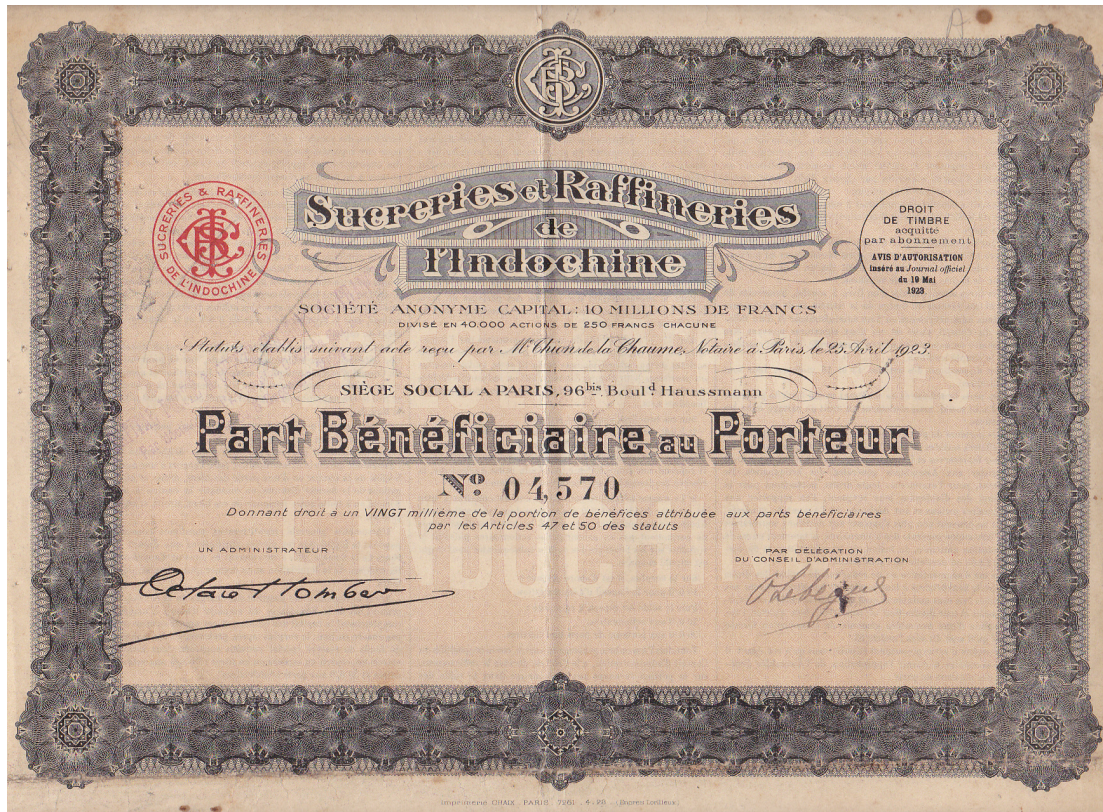 SUCRERIES & RAFFINERIES
DE L'INDOCHINE
Sucreries et Raffineries
de
l'Indochine
DROIT
DE TIMBRE
acquitté
par abonnement
AVIS D'AUTORISATION
inséré au Journal officiel
du 19 Mai
1923
SOCIÉTÉ ANONYME CAPITAL: 10 MILLIONS DE FRANCS
DIVISÉ EN 40.000 ACTIONS DE 250 FRANCS CHACUNE
Statuts établis suivant acte reçu par Mᵉ Chion de la Chaume, Notaire à Paris, le 25 Avril 1923.
SIÈGE SOCIAL A PARIS, 96bis Boulᵈ Haussmann
Part Bénéficiaire au Porteur
Nº 04,570
Donnant droit à un VINGT millième de la portion de bénéfices attribuée aux parts bénéficiaires
par les Articles 47 et 50 des statuts
UN ADMINISTRATEUR
PAR DÉLÉGATION
DU CONSEIL D'ADMINISTRATION
SUCRERIES ET RAFFINERIES
L'INDOCHINE
Imprimerie CHAIX, PARIS